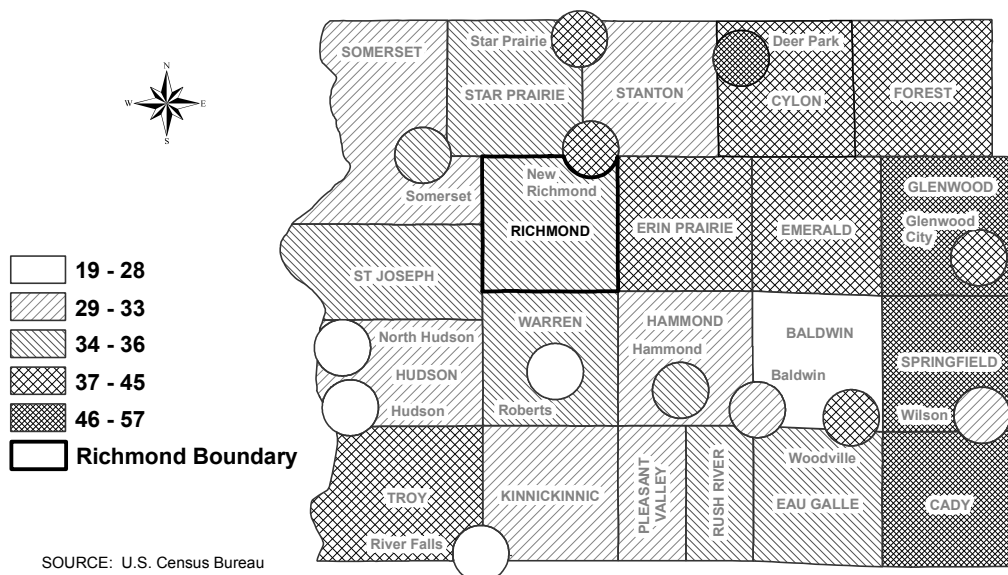 SOMERSET
Star Prairie
STAR PRAIRIE
STANTON
Deer Park
CYLON
FOREST
N
W
E
S
Somerset
New
Richmond
RICHMOND
ERIN PRAIRIE
EMERALD
GLENWOOD
Glenwood
City
ST JOSEPH
19 - 28
29 - 33
34 - 36
37 - 45
46 - 57
Richmond Boundary
North Hudson
HUDSON
Hudson
WARREN
Roberts
HAMMOND
Hammond
BALDWIN
Baldwin
SPRINGFIELD
Wilson
TROY
River Falls
KINNICKINNIC
PLEASANT
VALLEY
RUSH RIVER
Woodville
EAU GALLE
CADY
SOURCE: U.S. Census Bureau